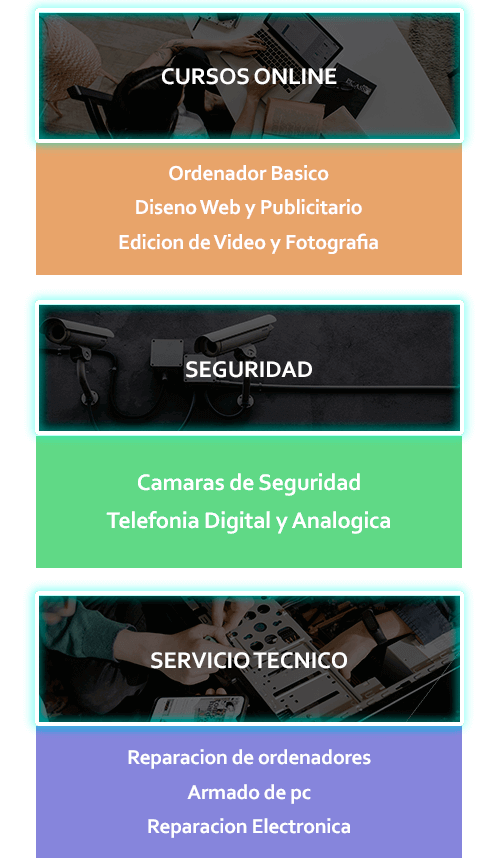 CURSOS ONLINE
Ordenador Basico
Diseno Web y Publicitario
Edicion de Video y Fotografia
SEGURIDAD
Camaras de Seguridad
Telefonia Digital y Analogica
SERVICIO TECNICO
Reparacion de ordenadores
Armado de pc
Reparacion Electronica